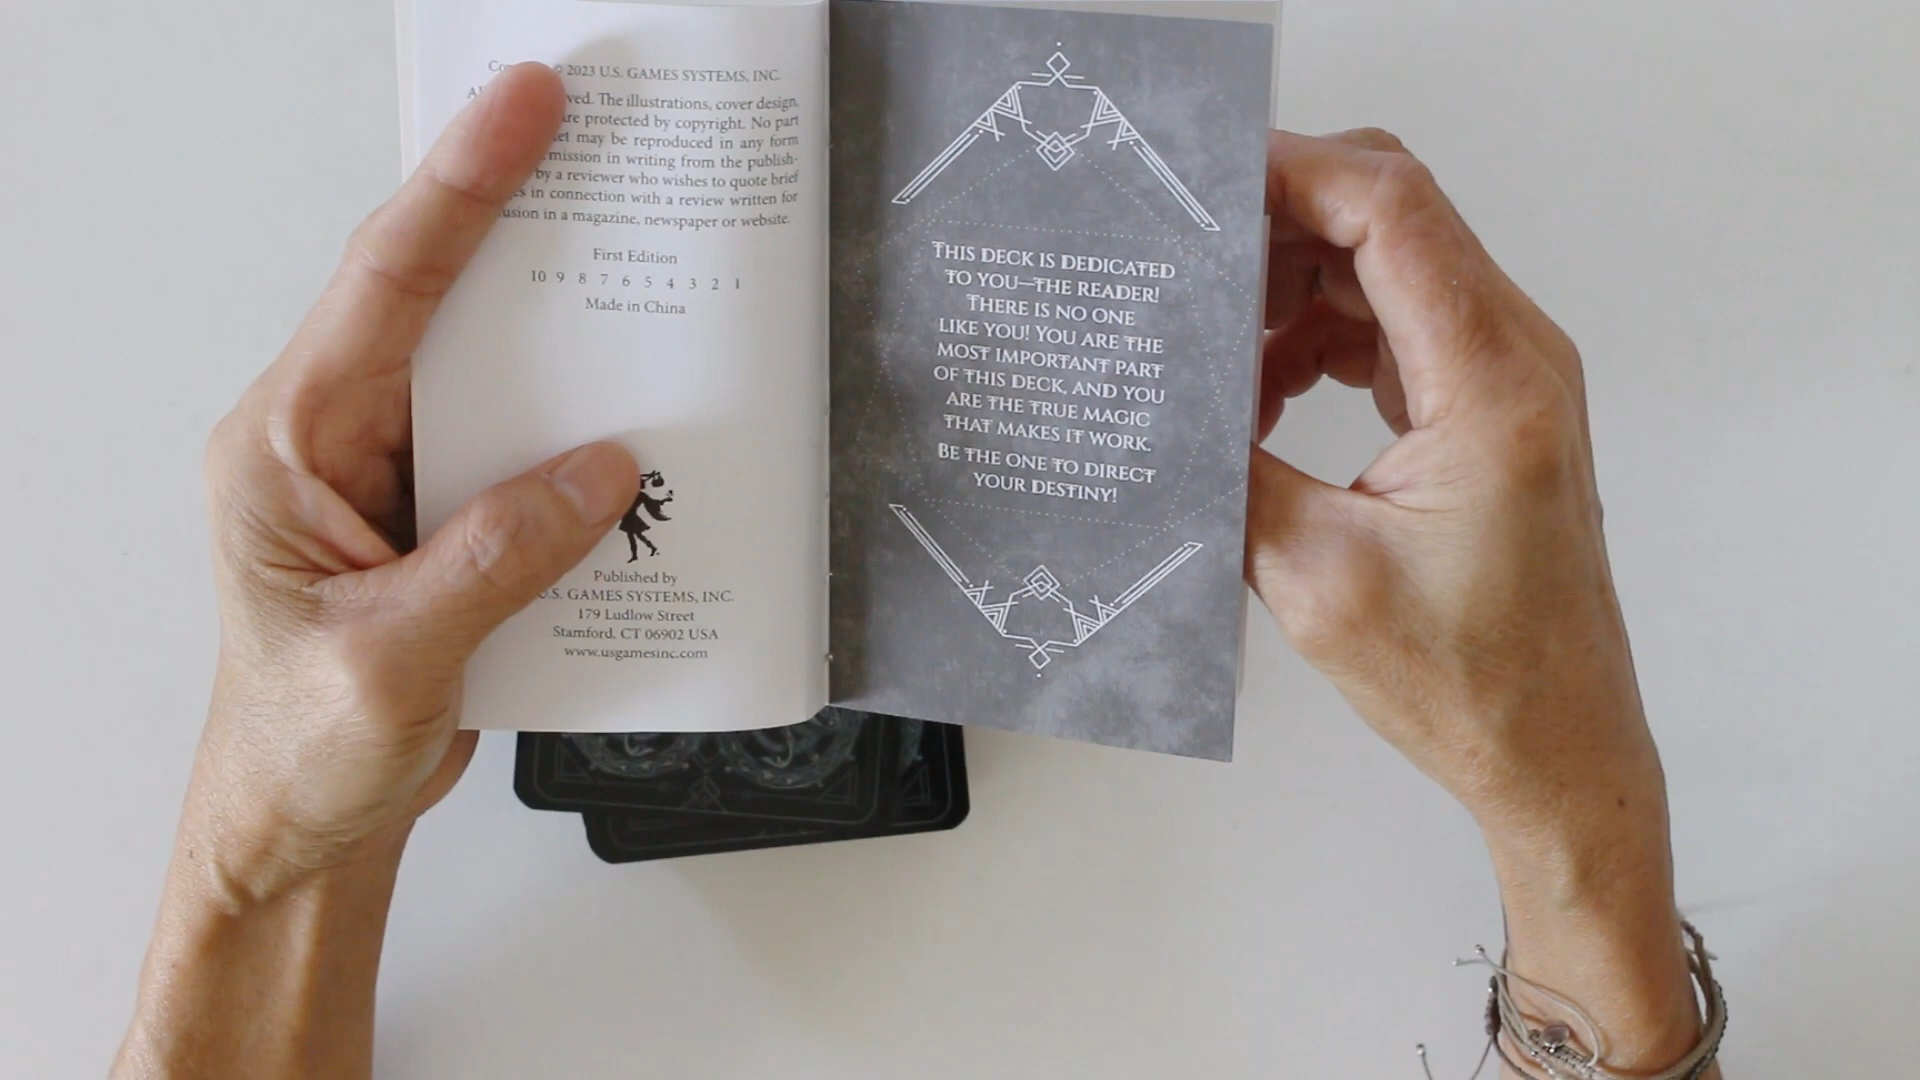 © 2023 U.S. GAMES SYSTEMS, INC.
The illustrations, cover design,
are protected by copyright. No part
may be reproduced in any form
in writing from the publish-
by a reviewer who wishes to quote brief
in connection with a review written for
in a magazine, newspaper or website.
First Edition
10 9 8 7 6 5 4 3 2 1
Made in China
Published by
U.S. GAMES SYSTEMS, INC.
179 Ludlow Street
Stamford, CT 06902 USA
www.usgamesinc.com
THIS DECK IS DEDICATED
TO YOU—THE READER!
THERE IS NO ONE
LIKE YOU! YOU ARE THE
MOST IMPORTANT PART
OF THIS DECK, AND YOU
ARE THE TRUE MAGIC
THAT MAKES IT WORK.
BE THE ONE TO DIRECT
YOUR DESTINY!